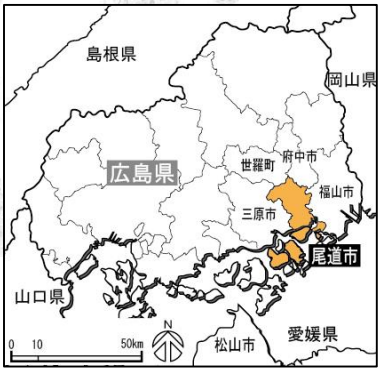 島根県
岡山県
広島県
世羅町
府中市
福山市
三原市
尾道市
山口県
愛媛県
松山市
N
0 10 50km